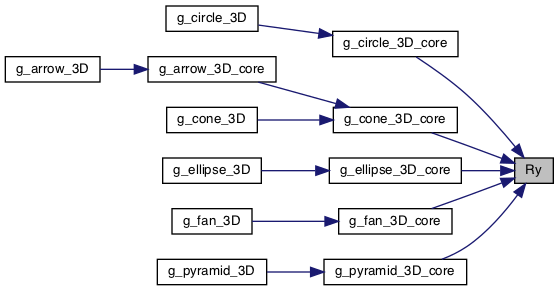 g_circle_3D
g_circle_3D_core
g_arrow_3D
g_arrow_3D_core
g_cone_3D
g_cone_3D_core
g_ellipse_3D
g_ellipse_3D_core
Ry
g_fan_3D
g_fan_3D_core
g_pyramid_3D
g_pyramid_3D_core